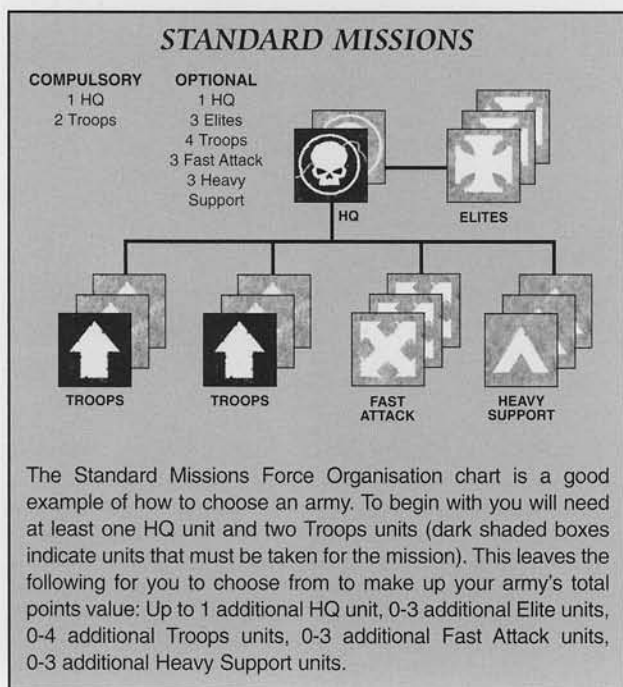 STANDARD MISSIONS
COMPULSORY
1 HQ
2 Troops
OPTIONAL
1 HQ
3 Elites
4 Troops
3 Fast Attack
3 Heavy
Support
HQ
ELITES
TROOPS
TROOPS
FAST
ATTACK
HEAVY
SUPPORT
The Standard Missions Force Organisation chart is a good
example of how to choose an army. To begin with you will need
at least one HQ unit and two Troops units (dark shaded boxes
indicate units that must be taken for the mission). This leaves the
following for you to choose from to make up your army's total
points value: Up to 1 additional HQ unit, 0-3 additional Elite units,
0-4 additional Troops units, 0-3 additional Fast Attack units,
0-3 additional Heavy Support units.